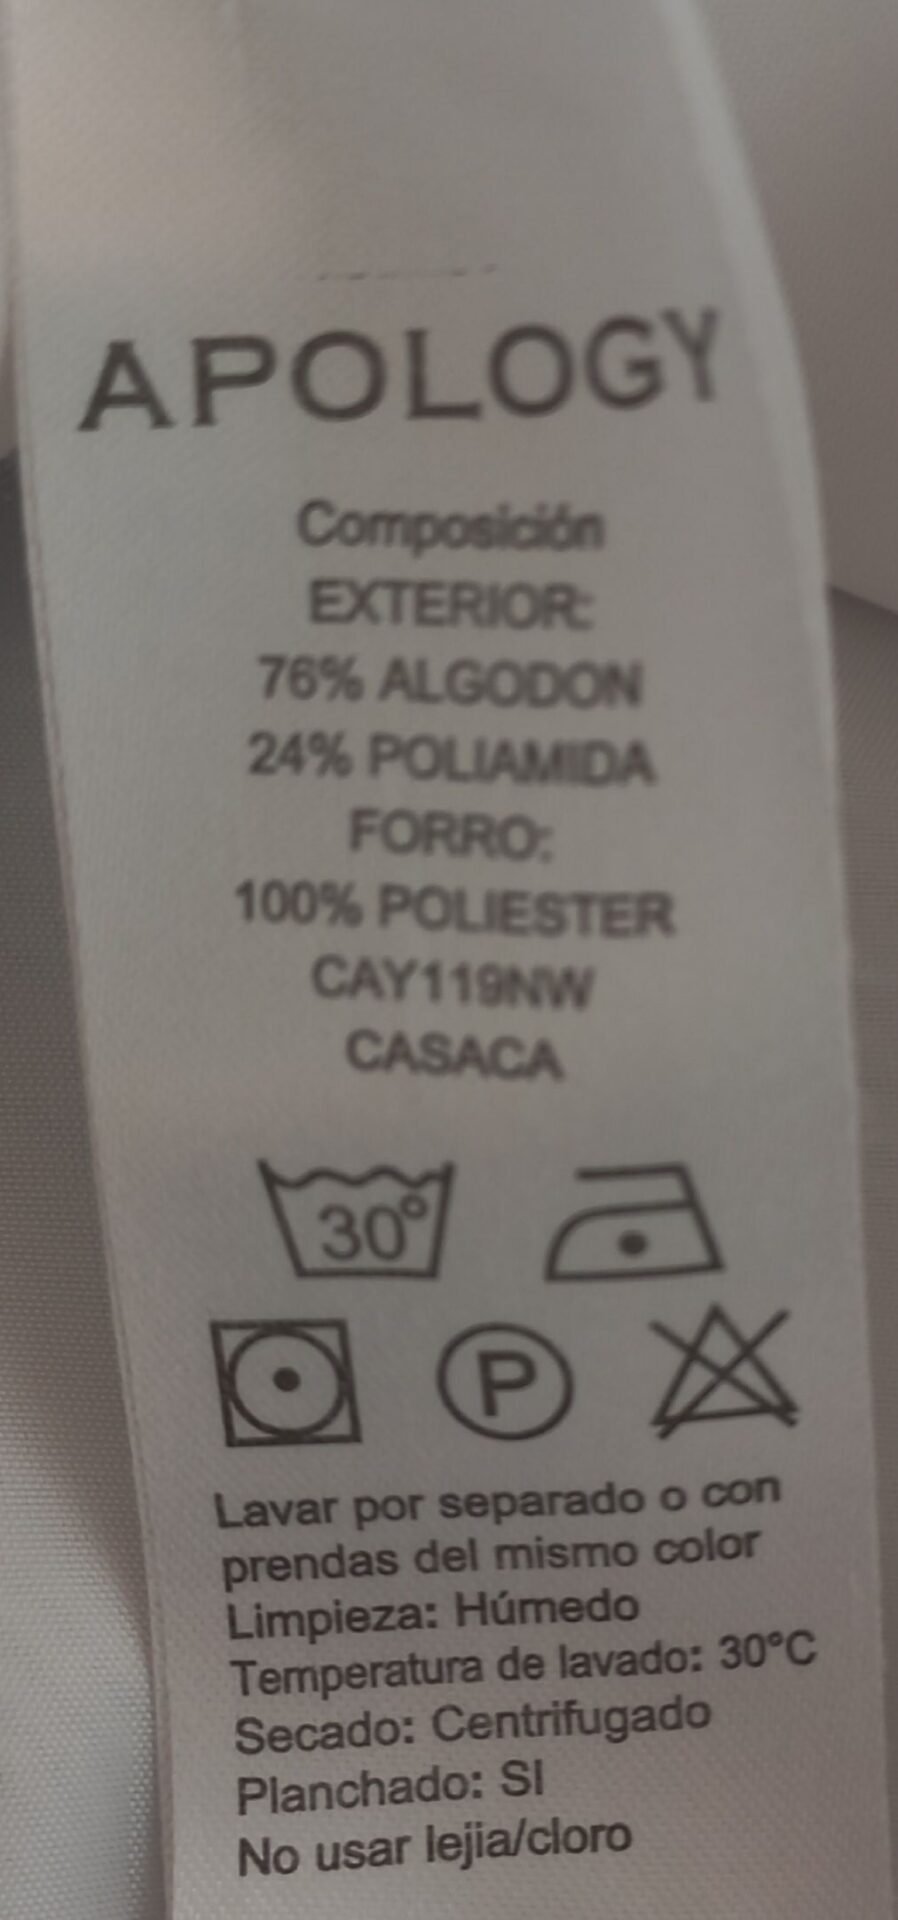 APOLOGY
Composición
EXTERIOR:
76% ALGODON
24% POLIAMIDA
FORRO:
100% POLIESTER
CAY119NW
CASACA
30°
P
Lavar por separado o con
prendas del mismo color
Limpieza: Húmedo
Temperatura de lavado: 30°C
Secado: Centrifugado
Planchado: SI
No usar lejia/cloro